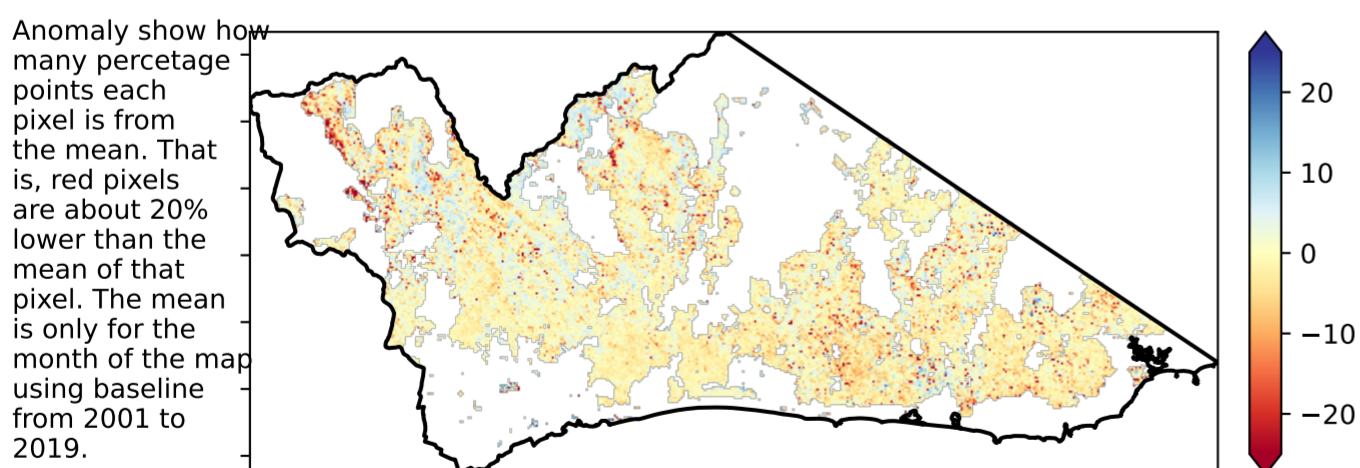 Anomaly show how
many percetage
points each
pixel is from
the mean. That
is, red pixels
are about 20%
lower than the
mean of that
pixel. The mean
is only for the
month of the map
using baseline
from 2001 to
2019.
20
10
0
−10
−20